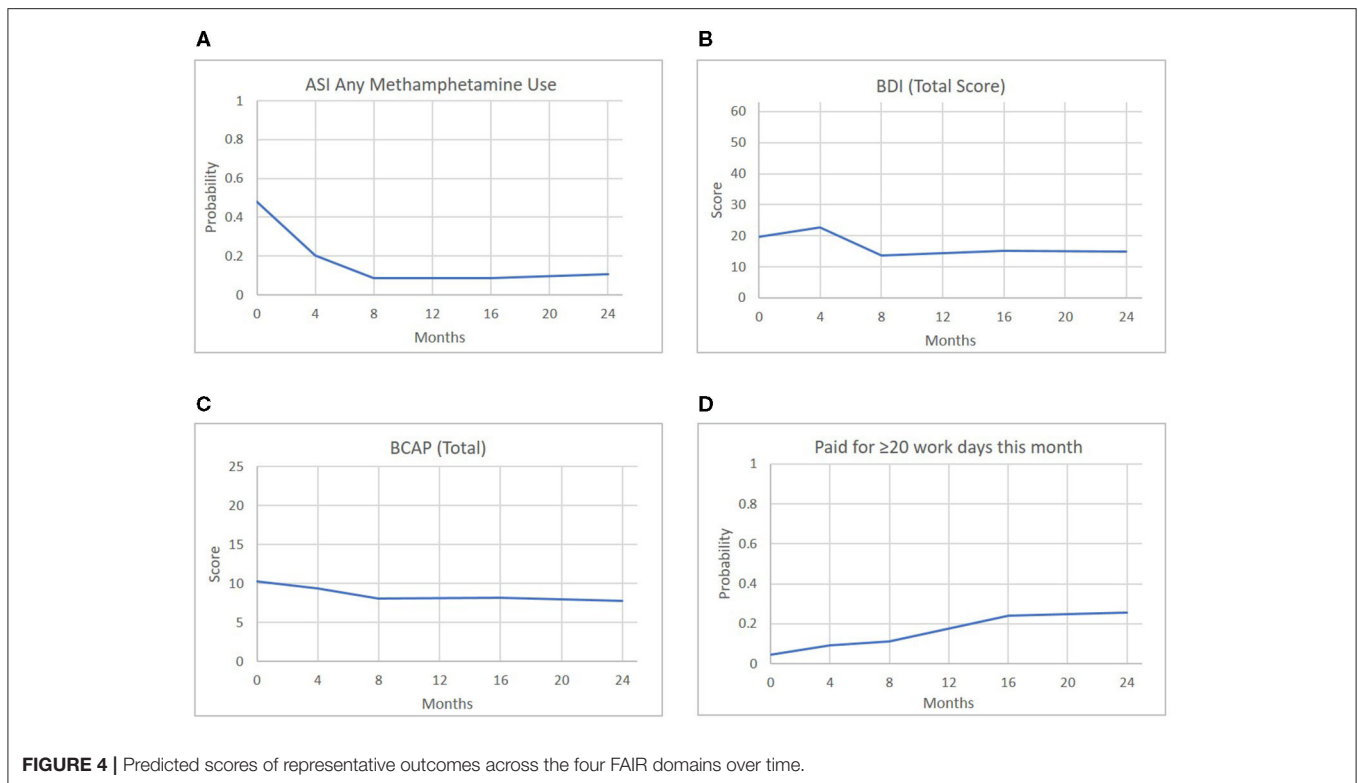 A
ASI Any Methamphetamine Use
1
0.8
0.6
0.4
0.2
0
Probability
0 4 8 12 16 20 24
Months
B
BDI (Total Score)
60
50
40
30
20
10
0
Score
0 4 8 12 16 20 24
Months
C
BCAP (Total)
25
20
15
10
5
0
Score
0 4 8 12 16 20 24
Months
D
Paid for ≥20 work days this month
1
0.8
0.6
0.4
0.2
0
Probability
0 4 8 12 16 20 24
Months
FIGURE 4 | Predicted scores of representative outcomes across the four FAIR domains over time.